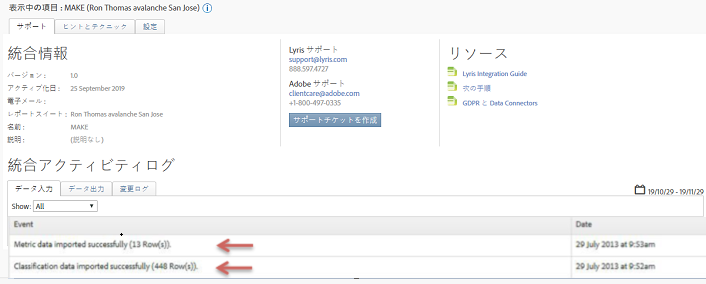 表示中の項目 : MAKE (Ron Thomas avalanche San Jose)
サポート ヒントとテクニック 設定
統合情報
バージョン : 1.0
アクティブ化日 : 25 September 2019
電子メール :
レポートスイート : Ron Thomas avalanche San Jose
名前 : MAKE
説明 : (説明なし)
Lyris サポート
support@lyris.com
888.597.4727
Adobe サポート
clientcare@adobe.com
+1-800-497-0335
サポートチケットを作成
リソース
Lyris Integration Guide
次の手順
GDPR と Data Connectors
統合アクティビティログ
データ入力 データ出力 変更ログ
19/10/29 - 19/11/29
Show: All
Event Date
Metric data imported successfully (13 Row(s)). 29 July 2013 at 9:53am
Classification data imported successfully (448 Row(s)). 29 July 2013 at 9:52am